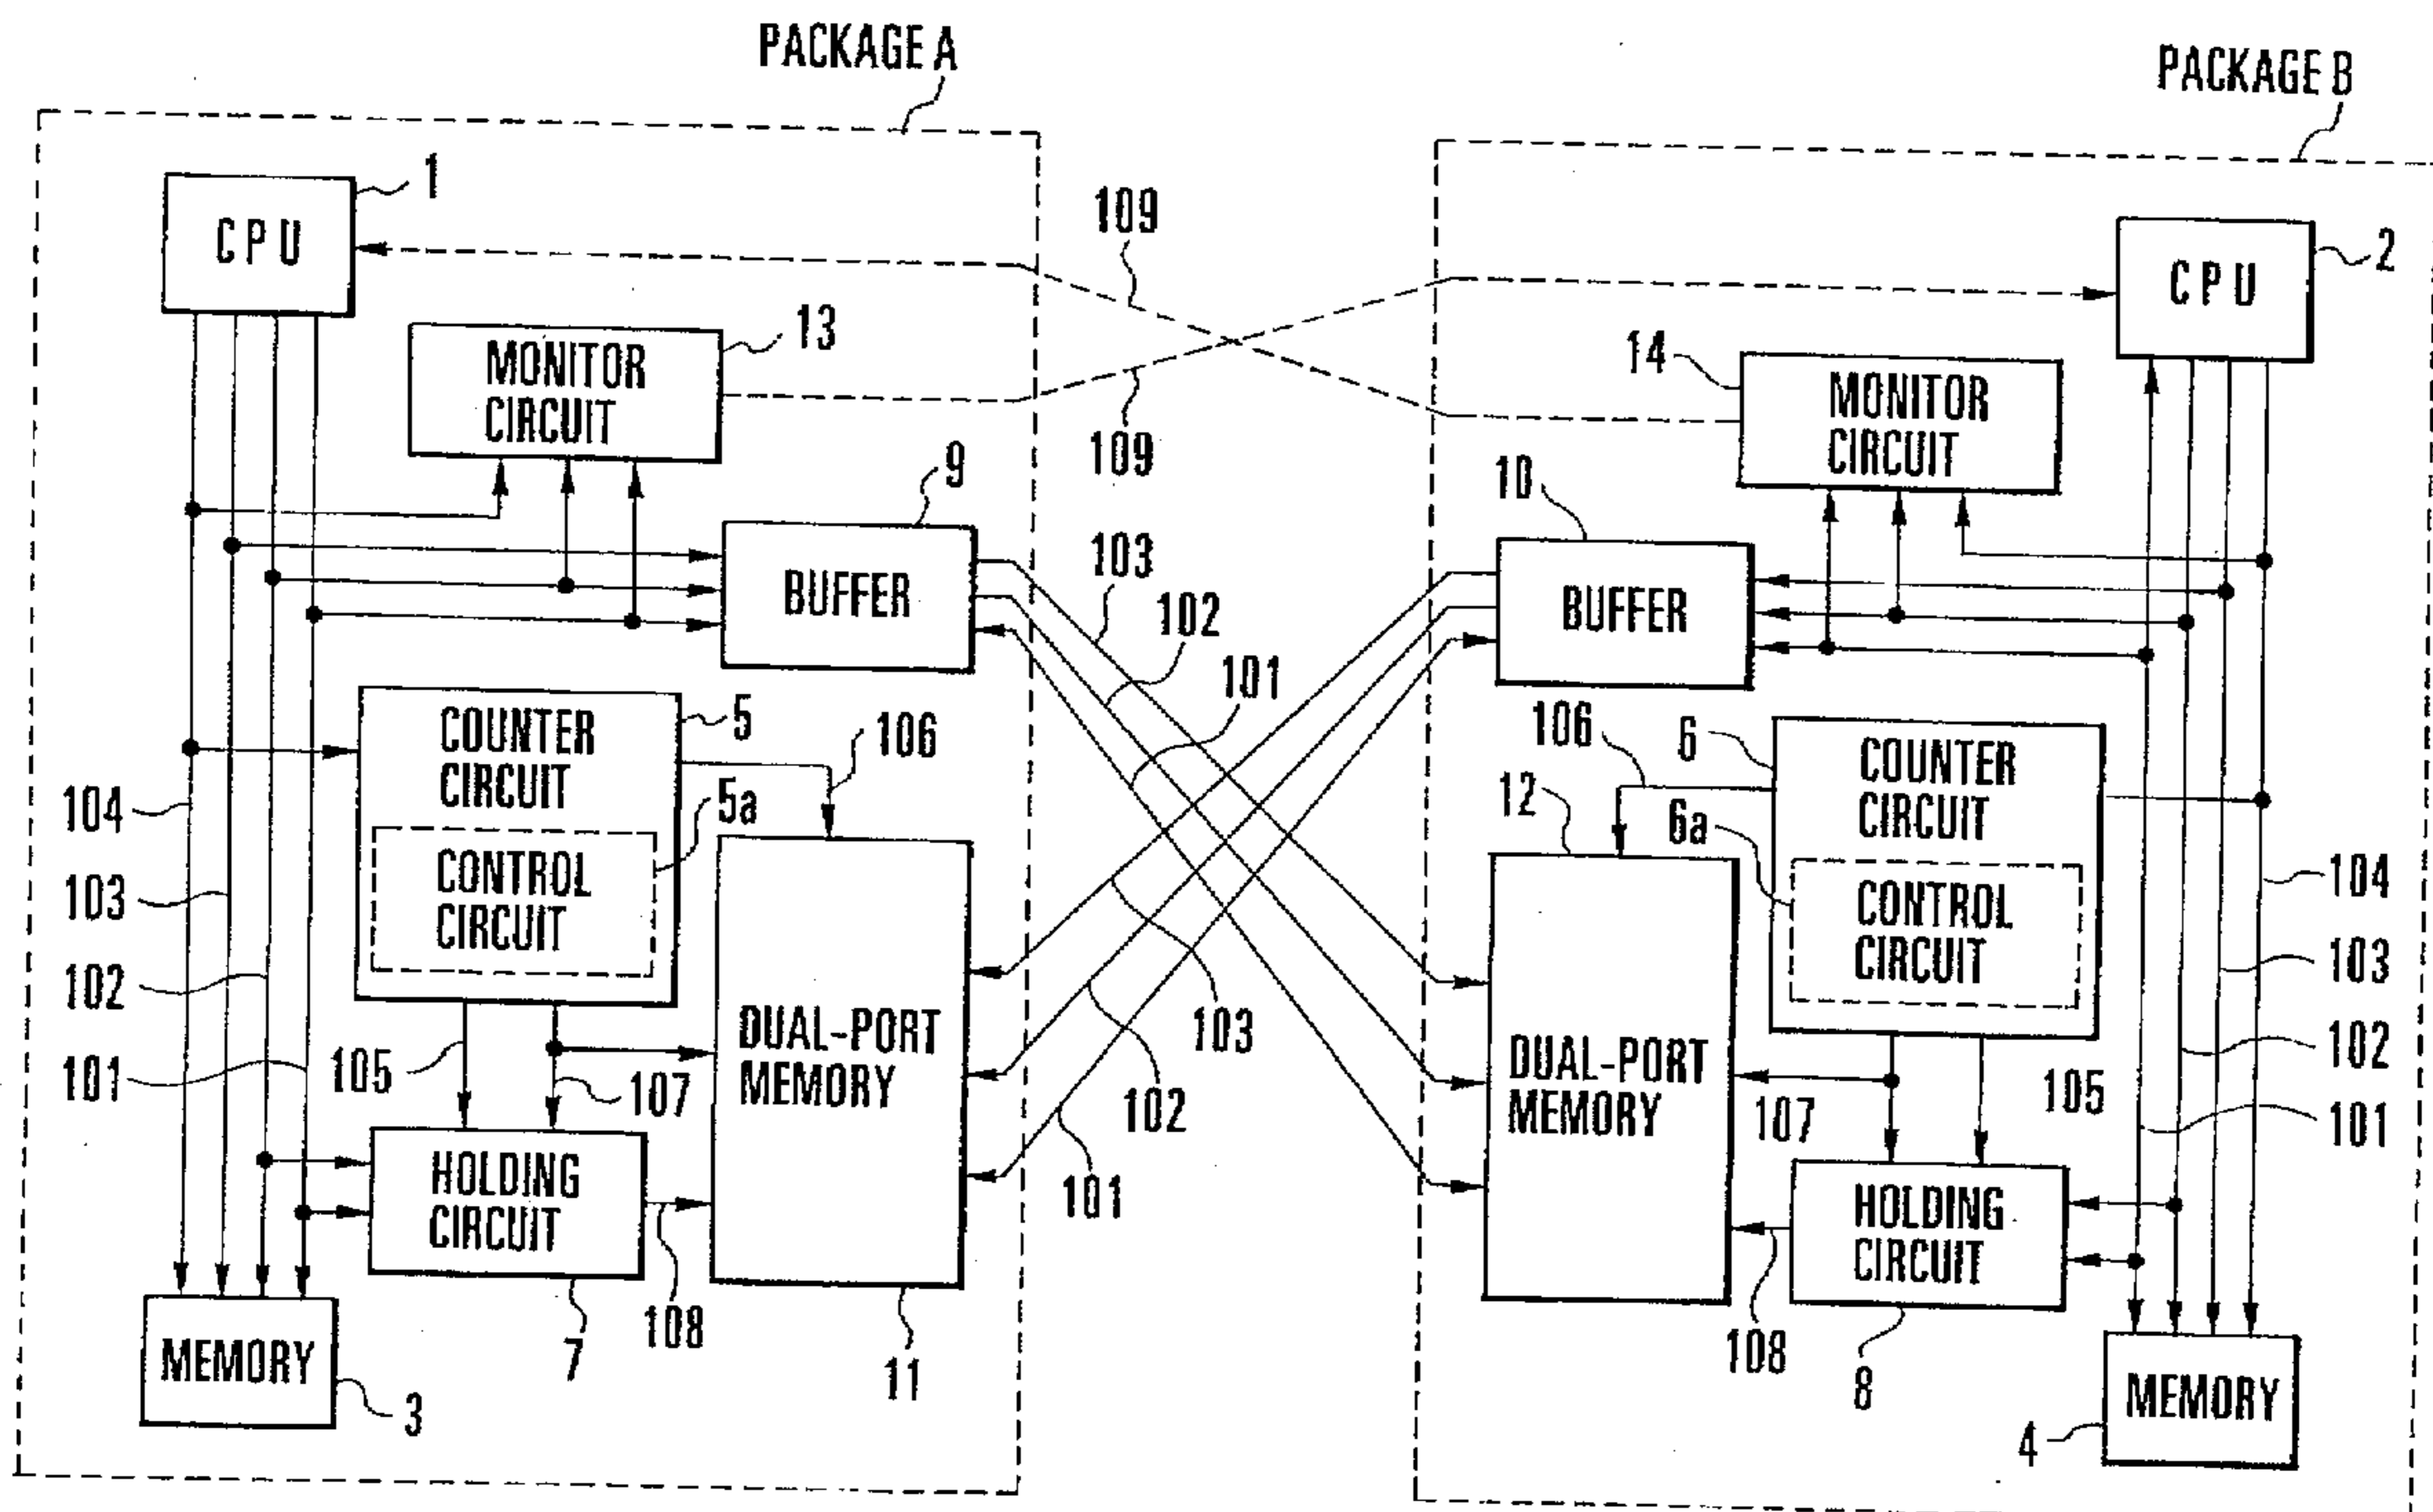 PACKAGE A
PACKAGE B
1
CPU
109
2
CPU
13
MONITOR
CIRCUIT
109
14
MONITOR
CIRCUIT
9
BUFFER
103
102
101
10
BUFFER
5
COUNTER
CIRCUIT
106
5a
CONTROL
CIRCUIT
104
103
102
101
105
107
DUAL-PORT
MEMORY
HOLDING
CIRCUIT
7
108
11
MEMORY
3
103
102
101
106
6
COUNTER
CIRCUIT
12
6a
CONTROL
CIRCUIT
104
103
102
101
105
107
DUAL-PORT
MEMORY
HOLDING
CIRCUIT
108
8
MEMORY
4